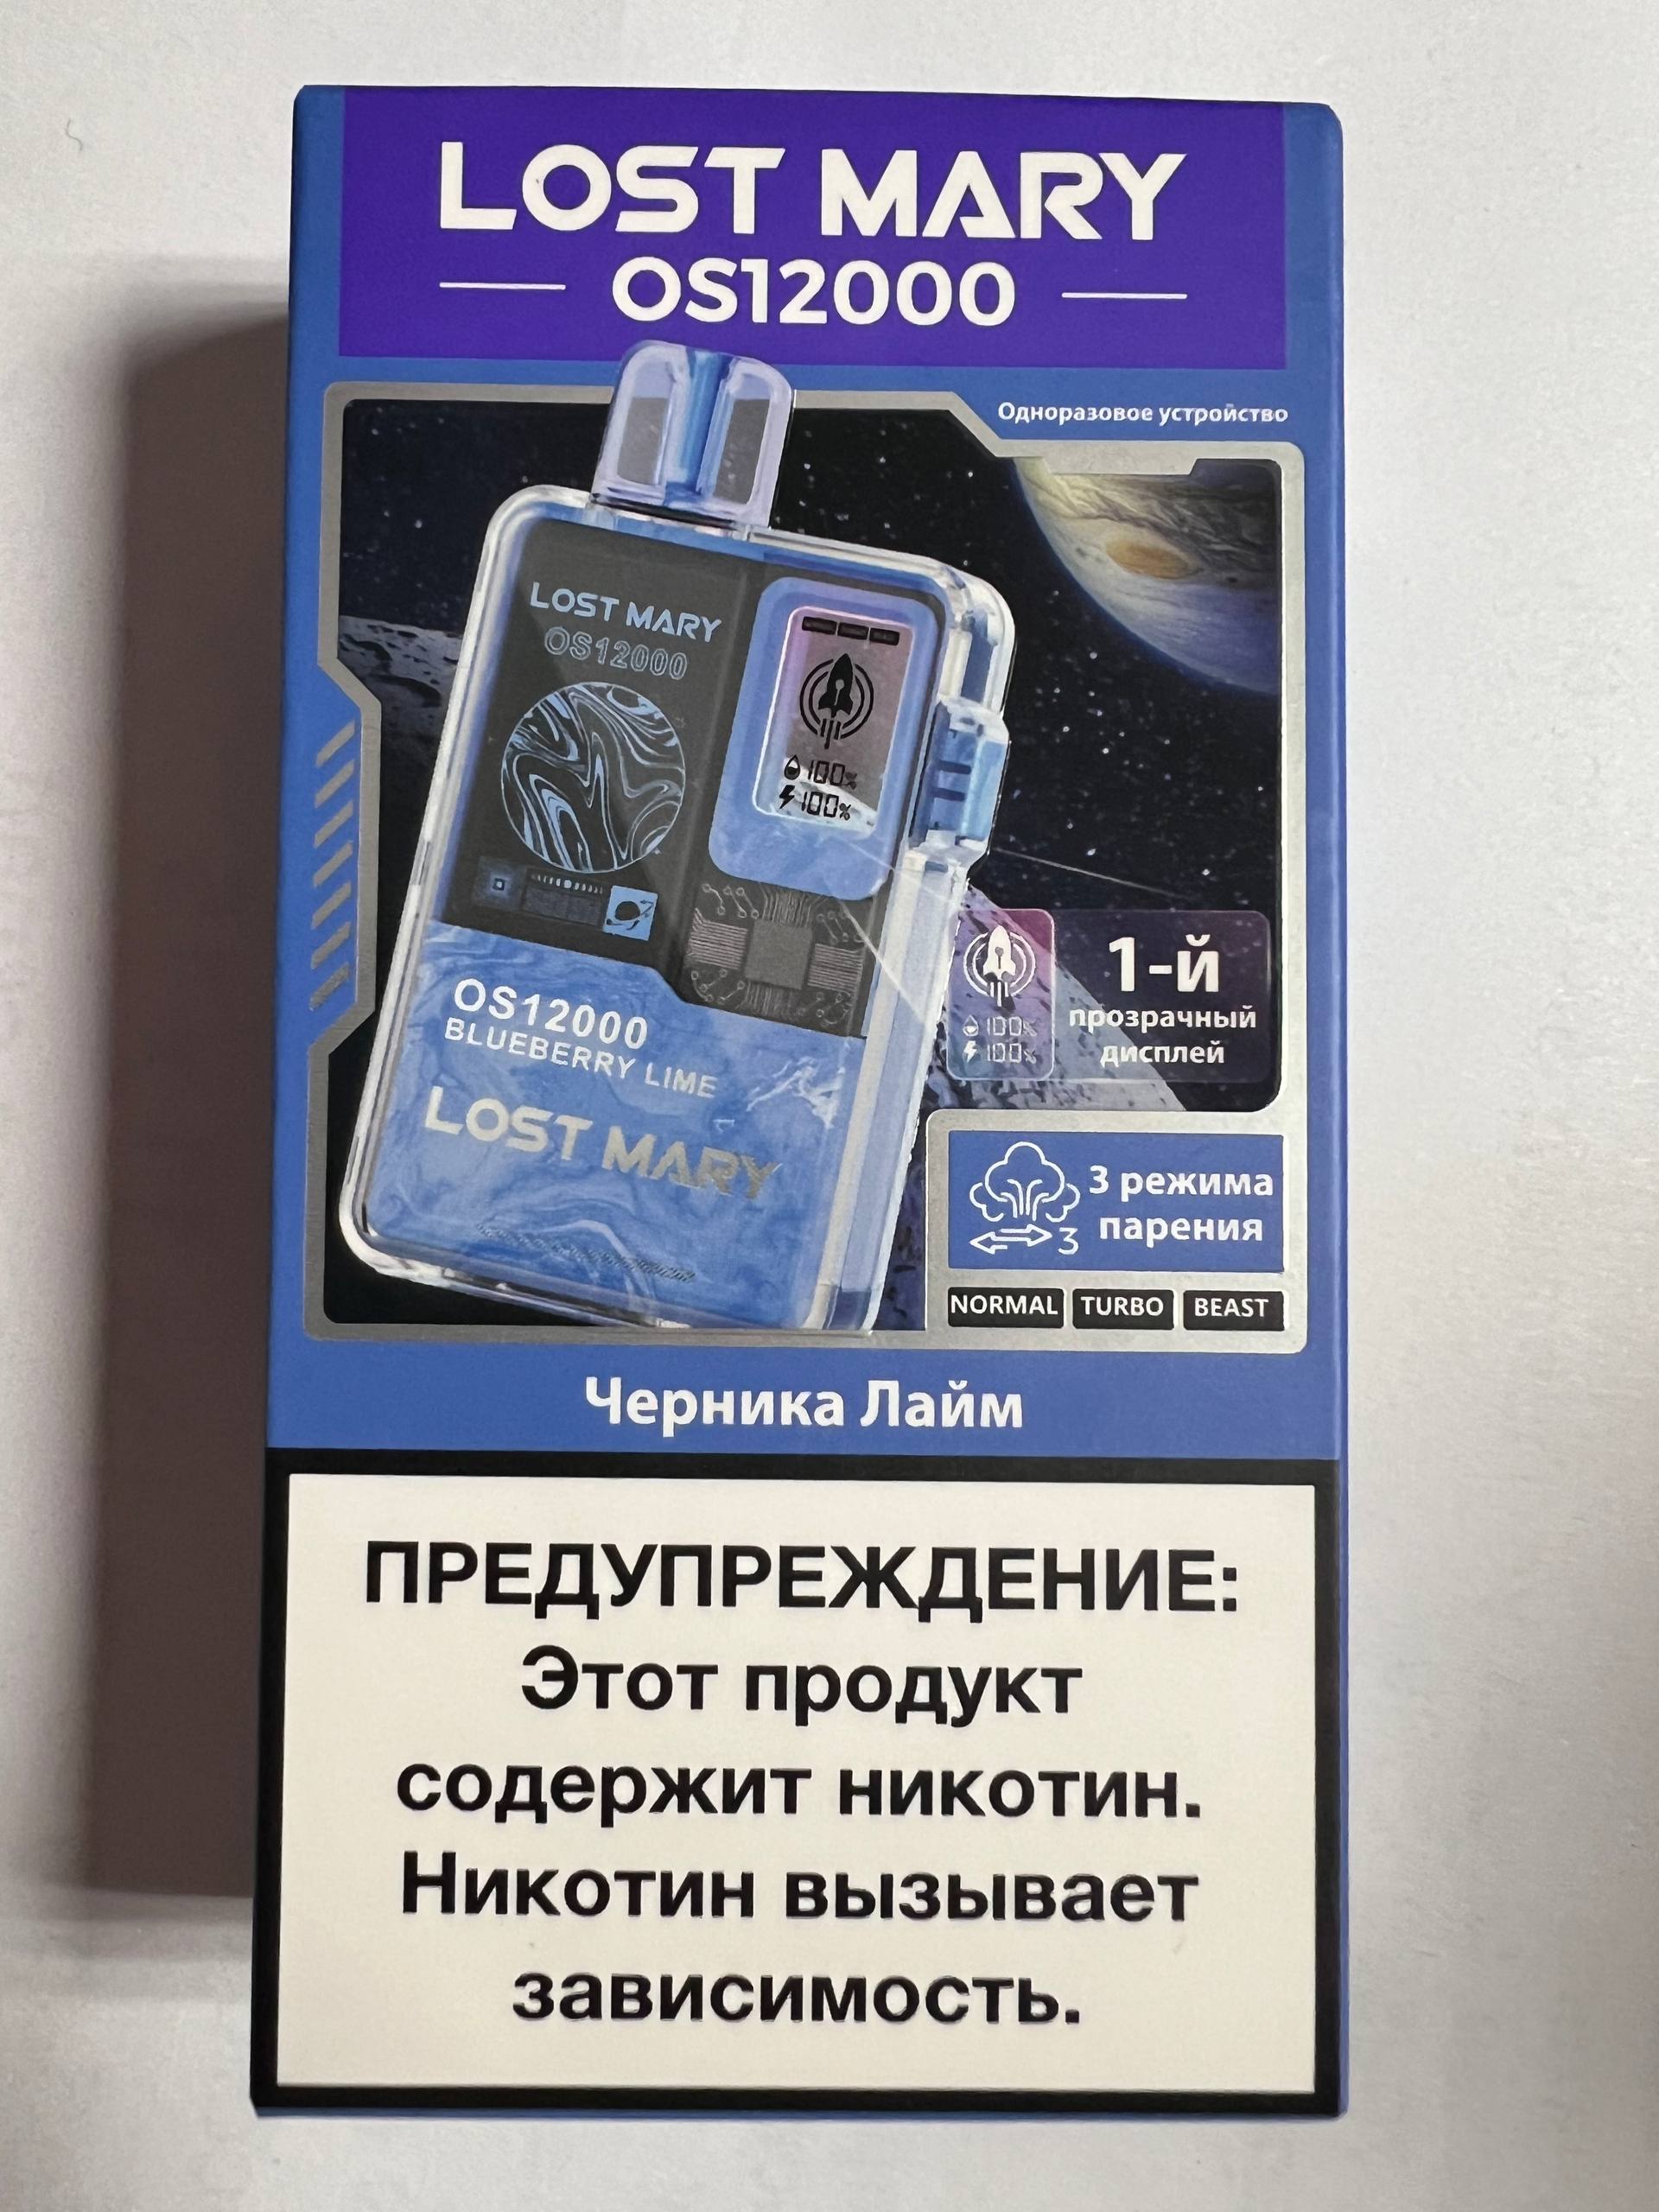 LOST MARY
OS12000
Одноразовое устройство
LOST MARY
OS12000
100%
100%
OS12000
BLUEBERRY LIME
LOST MARY
100%
100%
1-й
прозрачный
дисплей
3
3 режима
парения
NORMAL TURBO BEAST
Черника Лайм
ПРЕДУПРЕЖДЕНИЕ:
Этот продукт
содержит никотин.
Никотин вызывает
зависимость.